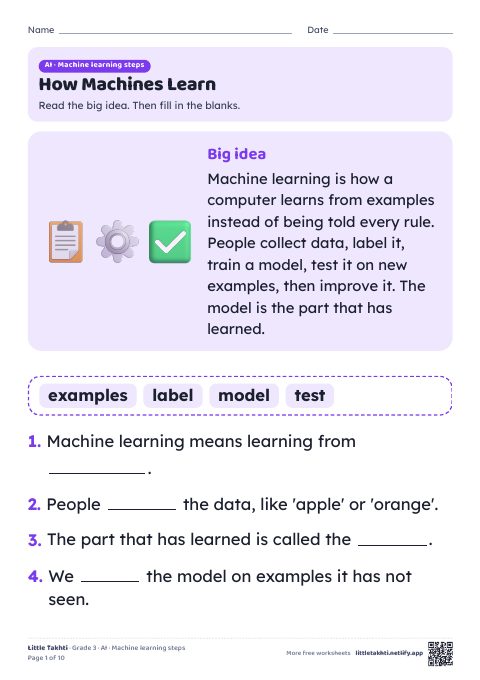 Name Date
AI · Machine learning steps
How Machines Learn
Read the big idea. Then fill in the blanks.
Big idea
Machine learning is how a
computer learns from examples
instead of being told every rule.
People collect data, label it,
train a model, test it on new
examples, then improve it. The
model is the part that has
learned.
examples label model test
1. Machine learning means learning from
___________.
2. People ________ the data, like 'apple' or 'orange'.
3. The part that has learned is called the ________.
4. We _______ the model on examples it has not
seen.
Little Takhti · Grade 3 · AI · Machine learning steps
Page 1 of 10
More free worksheets · littletakhti.netlify.app